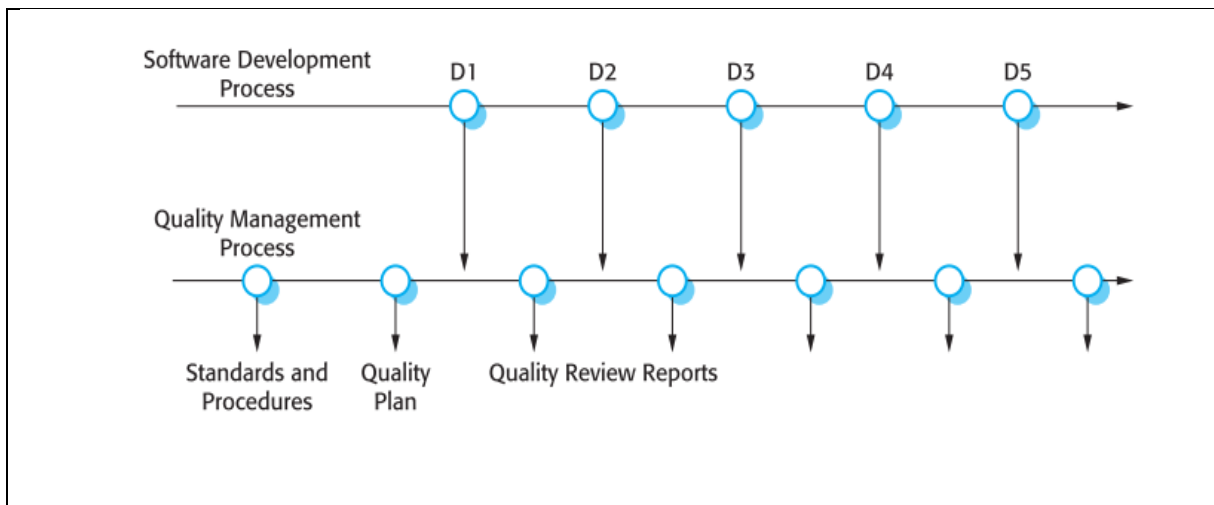 Software Development
Process
D1
D2
D3
D4
D5
Quality Management
Process
Standards and
Procedures
Quality
Plan
Quality Review Reports